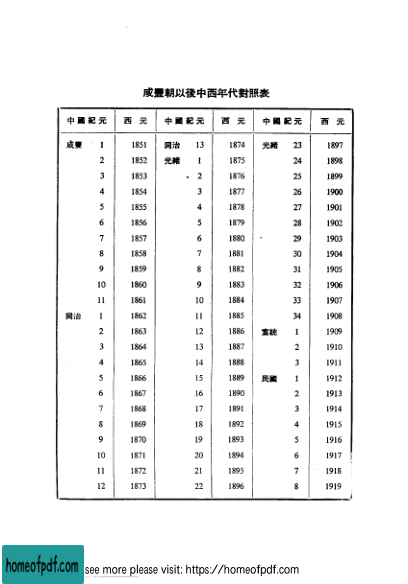 咸豐朝以後中西年代對照表
中國紀元 西元 中國紀元 西元 中國紀元 西元
咸豐 1 1851 同治 13 1874 光緒 23 1897
2 1852 光緒 1 1875 24 1898
3 1853 2 1876 25 1899
4 1854 3 1877 26 1900
5 1855 4 1878 27 1901
6 1856 5 1879 28 1902
7 1857 6 1880 29 1903
8 1858 7 1881 30 1904
9 1859 8 1882 31 1905
10 1860 9 1883 32 1906
11 1861 10 1884 33 1907
同治 1 1862 11 1885 34 1908
2 1863 12 1886 宣統 1 1909
3 1864 13 1887 2 1910
4 1865 14 1888 3 1911
5 1866 15 1889 民國 1 1912
6 1867 16 1890 2 1913
7 1868 17 1891 3 1914
8 1869 18 1892 4 1915
9 1870 19 1893 5 1916
10 1871 20 1894 6 1917
11 1872 21 1895 7 1918
12 1873 22 1896 8 1919
homeofpdf.com
see more please visit: https://homeofpdf.com